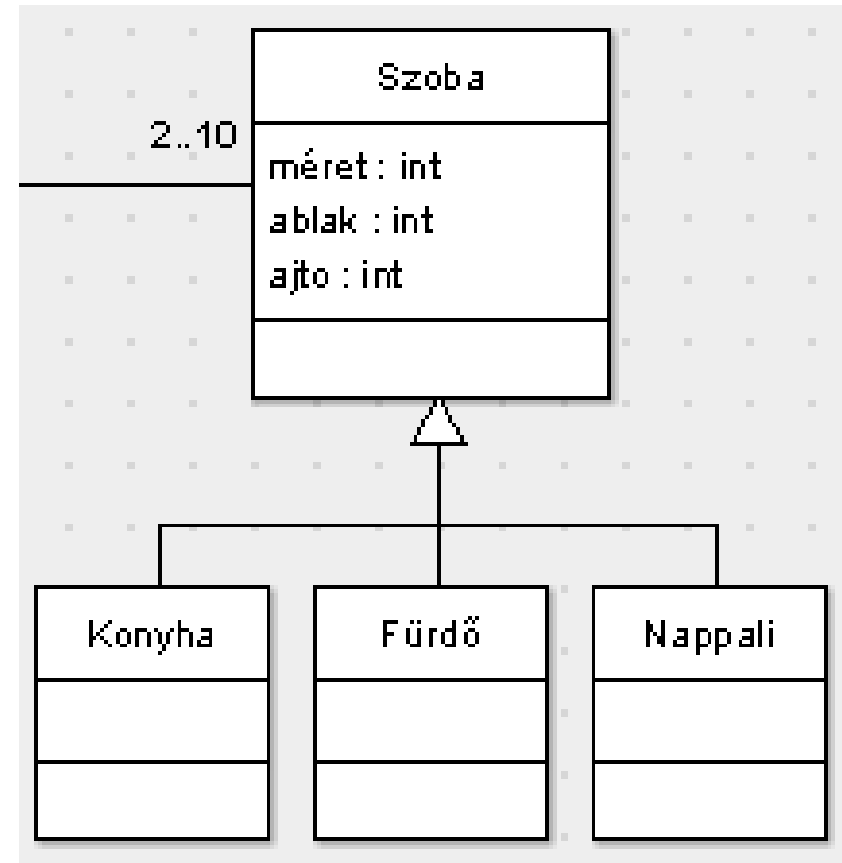 Szoba
2..10
méret : int
ablak : int
ajto : int
Konyha
Fürdő
Nappali